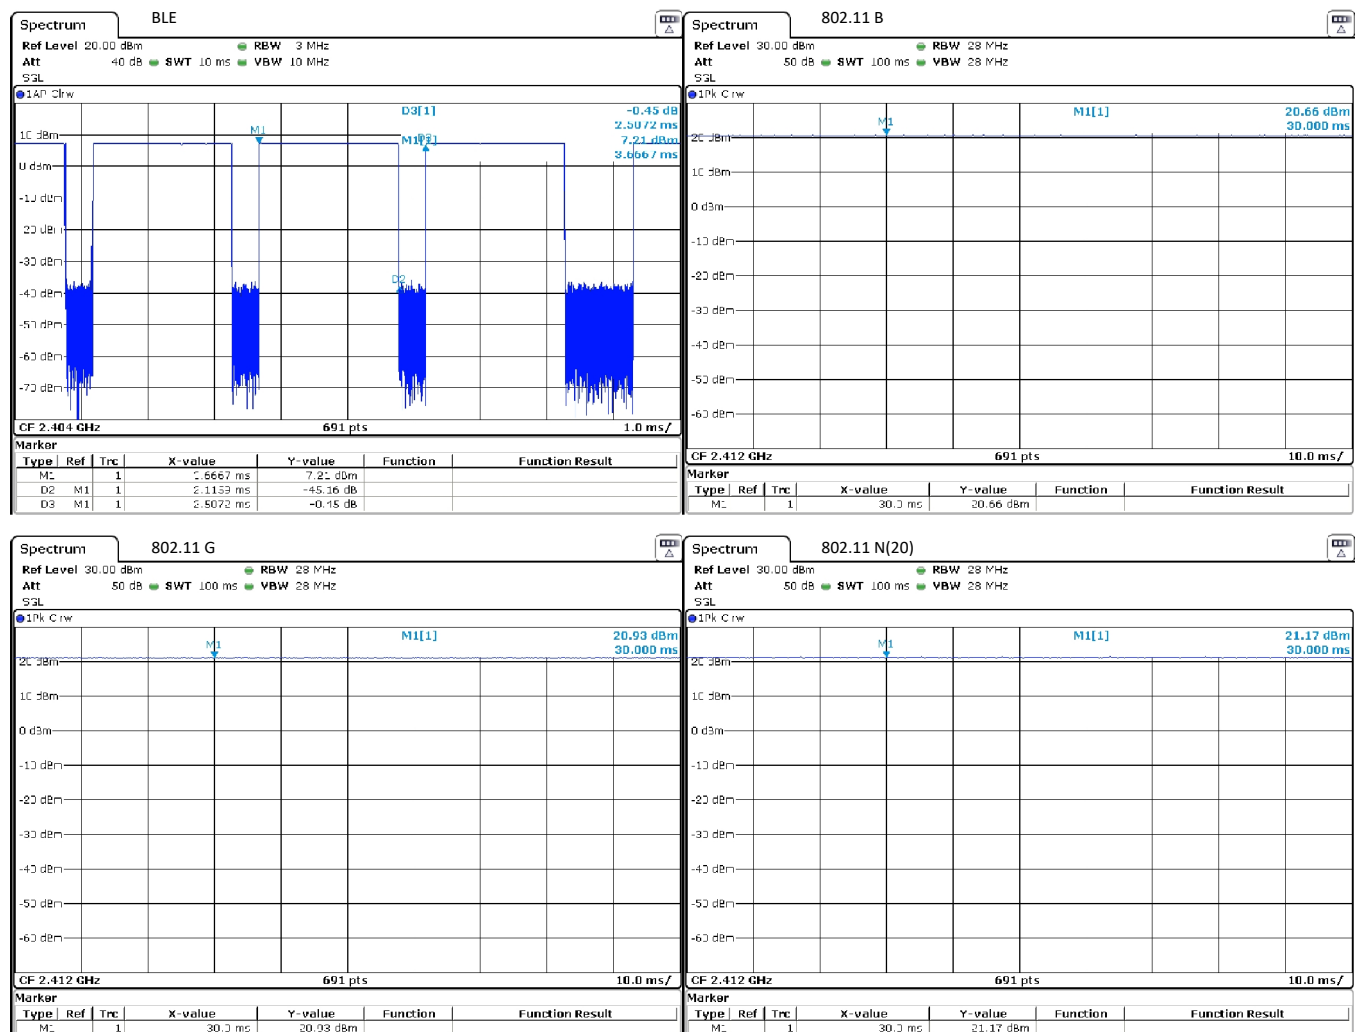 Spectrum BLE
Ref Level 20.00 dBm RBW 3 MHz
Att 40 dB SWT 10 ms VBW 10 MHz
SGL
1AP Clrw
D3[1] -0.45 dB
2.5072 ms
M1[1] 7.21 dBm
3.6667 ms
M1
D2
10 dBm
0 dBm
-10 dBm
-20 dBm
-30 dBm
-40 dBm
-50 dBm
-60 dBm
-70 dBm
CF 2.404 GHz 691 pts 1.0 ms/
Marker
Type Ref Trc X-value Y-value Function Function Result
M1 1 3.6667 ms 7.21 dBm
D2 M1 1 2.1159 ms -45.16 dB
D3 M1 1 2.5072 ms -0.45 dB
Spectrum 802.11 B
Ref Level 30.00 dBm RBW 28 MHz
Att 50 dB SWT 100 ms VBW 28 MHz
SGL
1Pk Clrw
M1[1] 20.66 dBm
30.000 ms
M1
20 dBm
10 dBm
0 dBm
-10 dBm
-20 dBm
-30 dBm
-40 dBm
-50 dBm
-60 dBm
CF 2.412 GHz 691 pts 10.0 ms/
Marker
Type Ref Trc X-value Y-value Function Function Result
M1 1 30.0 ms 20.66 dBm
Spectrum 802.11 G
Ref Level 30.00 dBm RBW 28 MHz
Att 50 dB SWT 100 ms VBW 28 MHz
SGL
1Pk Clrw
M1[1] 20.93 dBm
30.000 ms
M1
20 dBm
10 dBm
0 dBm
-10 dBm
-20 dBm
-30 dBm
-40 dBm
-50 dBm
-60 dBm
CF 2.412 GHz 691 pts 10.0 ms/
Marker
Type Ref Trc X-value Y-value Function Function Result
M1 1 30.0 ms 20.93 dBm
Spectrum 802.11 N(20)
Ref Level 30.00 dBm RBW 28 MHz
Att 50 dB SWT 100 ms VBW 28 MHz
SGL
1Pk Clrw
M1[1] 21.17 dBm
30.000 ms
M1
20 dBm
10 dBm
0 dBm
-10 dBm
-20 dBm
-30 dBm
-40 dBm
-50 dBm
-60 dBm
CF 2.412 GHz 691 pts 10.0 ms/
Marker
Type Ref Trc X-value Y-value Function Function Result
M1 1 30.0 ms 21.17 dBm